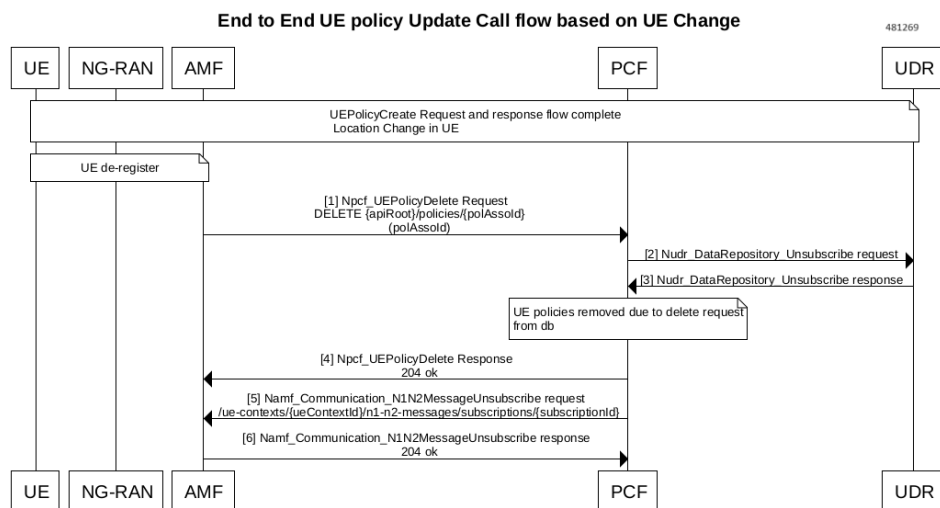 End to End UE policy Update Call flow based on UE Change
481269
UE
NG-RAN
AMF
PCF
UDR
UEPolicyCreate Request and response flow complete
Location Change in UE
UE de-register
[1] Npcf_UEPolicyDelete Request
DELETE {apiRoot}/policies/{polAssoId}
(polAssoId)
[2] Nudr_DataRepository_Unsubscribe request
[3] Nudr_DataRepository_Unsubscribe response
UE policies removed due to delete request
from db
[4] Npcf_UEPolicyDelete Response
204 ok
[5] Namf_Communication_N1N2MessageUnsubscribe request
/ue-contexts/{ueContextId}/n1-n2-messages/subscriptions/{subscriptionId}
[6] Namf_Communication_N1N2MessageUnsubscribe response
204 ok
UE
NG-RAN
AMF
PCF
UDR